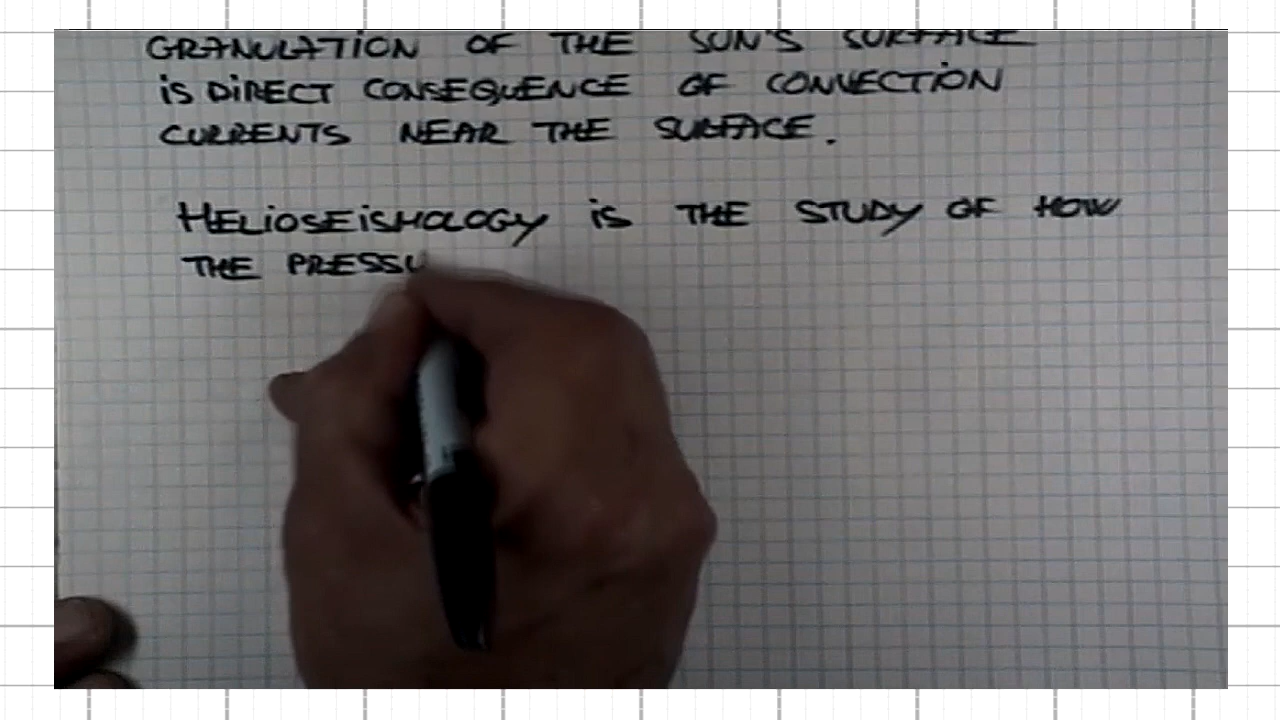 GRANULATION OF THE SUN'S SURFACE
iS DiRECT CONSEQUENCE OF CONVECTION
CURRENTS NEAR THE SURFACE.
HELiOSEiSMOLOGY iS THE STUDY OF HOW
THE PRESSU